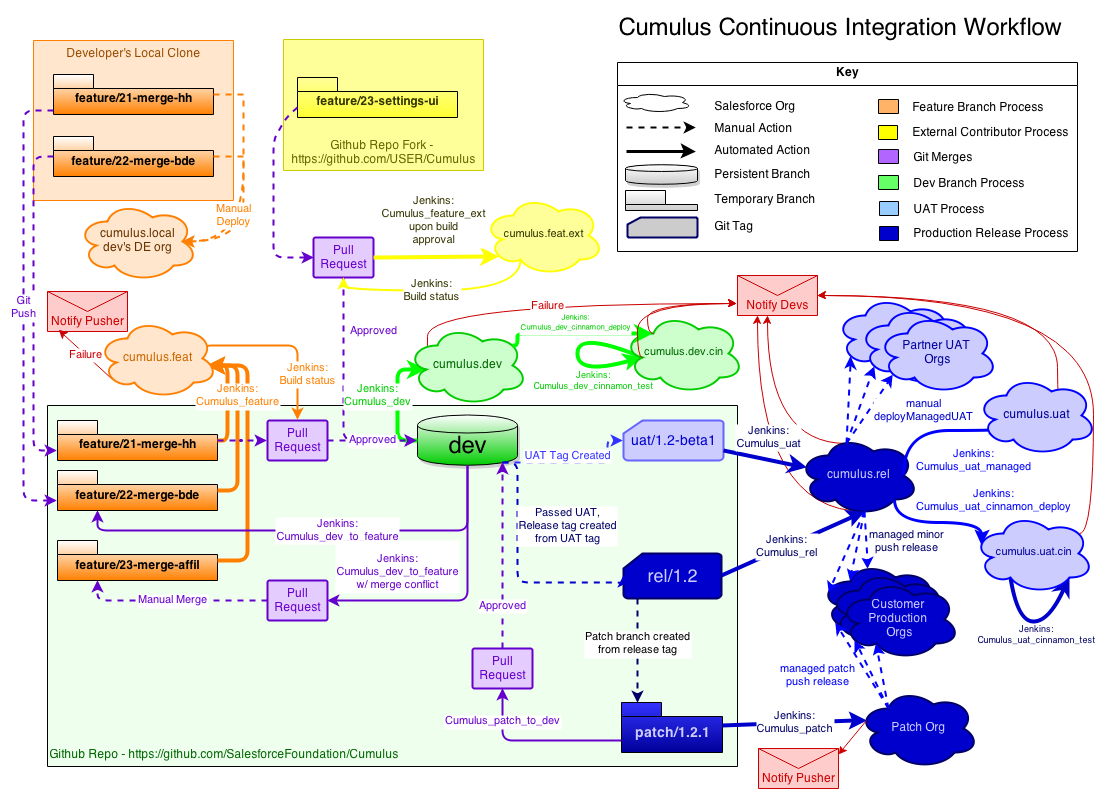 Cumulus Continuous Integration Workflow
Key
Salesforce Org
Manual Action
Automated Action
Persistent Branch
Temporary Branch
Git Tag
Feature Branch Process
External Contributor Process
Git Merges
Dev Branch Process
UAT Process
Production Release Process
Developer's Local Clone
feature/21-merge-hh
feature/22-merge-bde
Manual
Deploy
cumulus.local
dev's DE org
Git
Push
feature/23-settings-ui
Github Repo Fork -
https://github.com/USER/Cumulus
Pull
Request
Jenkins:
Cumulus_feature_ext
upon build
approval
cumulus.feat.ext
Jenkins:
Build status
Notify Pusher
Failure
cumulus.feat
Jenkins:
Build status
Jenkins:
Cumulus_feature
Approved
Failure
Notify Devs
cumulus.dev
Jenkins:
Cumulus_dev_cinnamon_deploy
cumulus.dev.cin
Jenkins:
Cumulus_dev_cinnamon_test
Jenkins:
Cumulus_dev
Partner UAT
Orgs
manual
deployManagedUAT
cumulus.uat
feature/21-merge-hh
Pull
Request
Approved
dev
UAT Tag Created
uat/1.2-beta1
Jenkins:
Cumulus_uat
cumulus.rel
Jenkins:
Cumulus_uat_managed
Jenkins:
Cumulus_uat_cinnamon_deploy
feature/22-merge-bde
Jenkins:
Cumulus_dev_to_feature
Passed UAT,
Release tag created
from UAT tag
Jenkins:
Cumulus_rel
managed minor
push release
cumulus.uat.cin
feature/23-merge-affil
Jenkins:
Cumulus_dev_to_feature
w/ merge conflict
rel/1.2
Manual Merge
Pull
Request
Approved
Customer
Production
Orgs
Jenkins:
Cumulus_uat_cinnamon_test
Patch branch created
from release tag
Pull
Request
managed patch
push release
Cumulus_patch_to_dev
patch/1.2.1
Jenkins:
Cumulus_patch
Patch Org
Github Repo - https://github.com/SalesforceFoundation/Cumulus
Notify Pusher